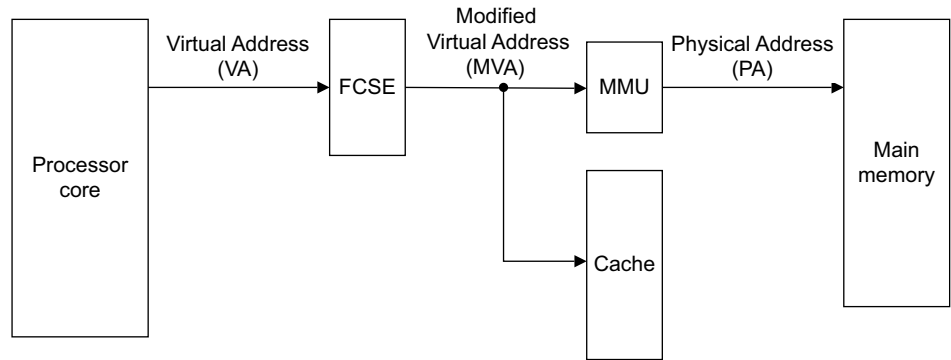 Processor
core
Virtual Address
(VA)
FCSE
Modified
Virtual Address
(MVA)
MMU
Physical Address
(PA)
Cache
Main
memory